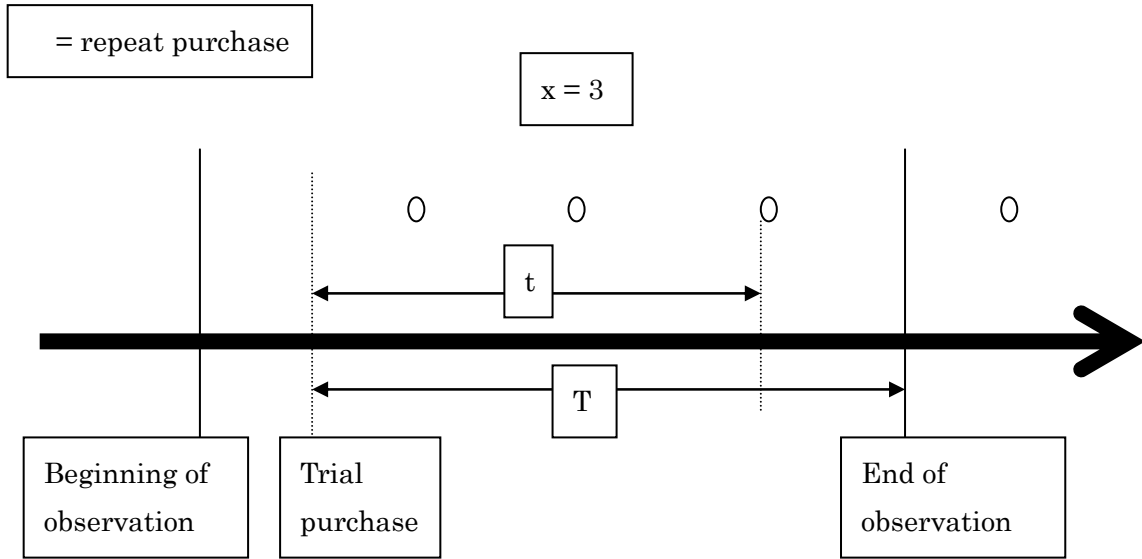 = repeat purchase
x = 3
t
T
Beginning of
observation
Trial
purchase
End of
observation